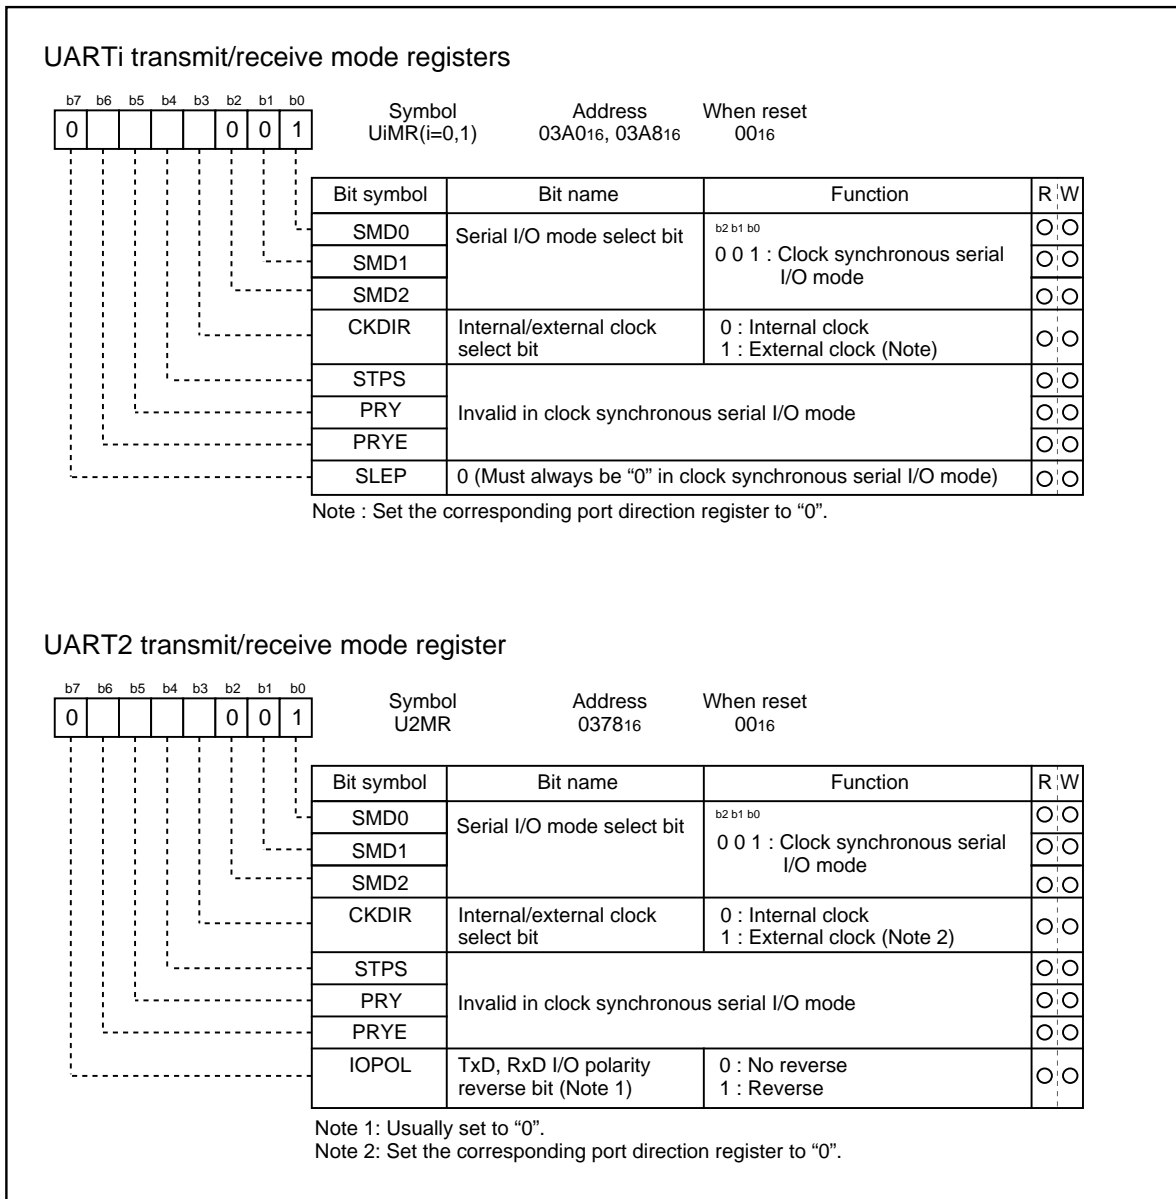 UARTi transmit/receive mode registers
b7 b6 b5 b4 b3 b2 b1 b0
Symbol Address When reset
0 0 0 1 UiMR(i=0,1) 03A016, 03A816 0016
Bit symbol Bit name Function R W
SMD0 Serial I/O mode select bit b2 b1 b0
SMD1 0 0 1 : Clock synchronous serial
I/O mode
SMD2
CKDIR Internal/external clock 0 : Internal clock
select bit 1 : External clock (Note)
STPS
PRY Invalid in clock synchronous serial I/O mode
PRYE
SLEP 0 (Must always be “0” in clock synchronous serial I/O mode)
Note : Set the corresponding port direction register to “0”.
UART2 transmit/receive mode register
b7 b6 b5 b4 b3 b2 b1 b0
Symbol Address When reset
0 0 0 1 U2MR 037816 0016
Bit symbol Bit name Function R W
SMD0 Serial I/O mode select bit b2 b1 b0
SMD1 0 0 1 : Clock synchronous serial
I/O mode
SMD2
CKDIR Internal/external clock 0 : Internal clock
select bit 1 : External clock (Note 2)
STPS
PRY Invalid in clock synchronous serial I/O mode
PRYE
IOPOL TxD, RxD I/O polarity 0 : No reverse
reverse bit (Note 1) 1 : Reverse
Note 1: Usually set to “0”.
Note 2: Set the corresponding port direction register to “0”.